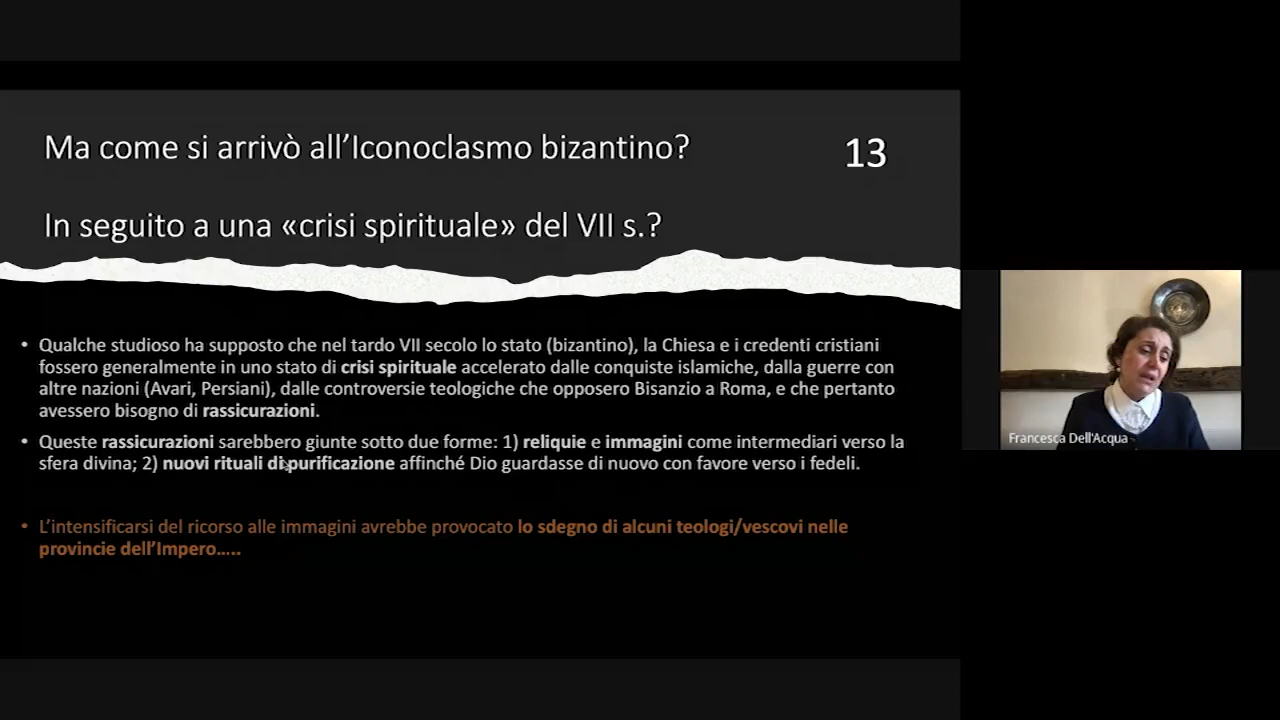 Ma come si arrivò all’Iconoclasmo bizantino?
13
In seguito a una «crisi spirituale» del VII s.?
• Qualche studioso ha supposto che nel tardo VII secolo lo stato (bizantino), la Chiesa e i credenti cristiani
fossero generalmente in uno stato di crisi spirituale accelerato dalle conquiste islamiche, dalla guerre con
altre nazioni (Avari, Persiani), dalle controversie teologiche che opposero Bisanzio a Roma, e che pertanto
avessero bisogno di rassicurazioni.
• Queste rassicurazioni sarebbero giunte sotto due forme: 1) reliquie e immagini come intermediari verso la
sfera divina; 2) nuovi rituali di purificazione affinché Dio guardasse di nuovo con favore verso i fedeli.
• L’intensificarsi del ricorso alle immagini avrebbe provocato lo sdegno di alcuni teologi/vescovi nelle
provincie dell’Impero.....
Francesca Dell'Acqua